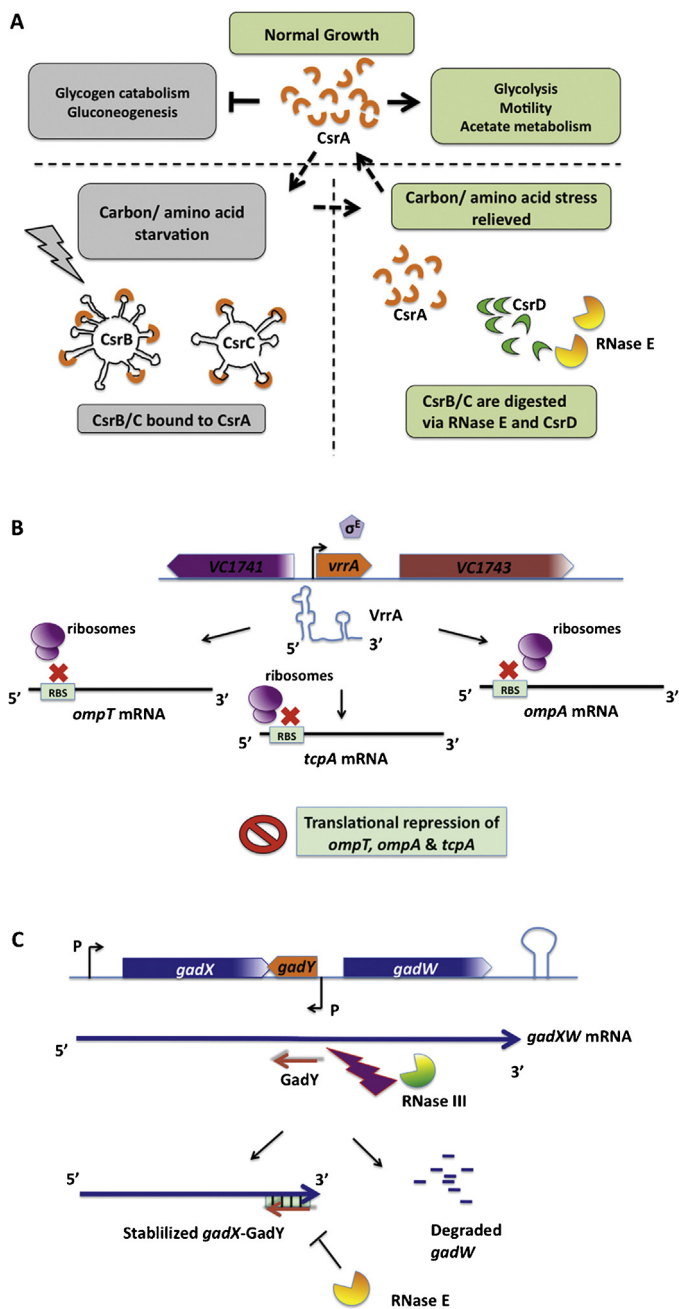 A
Normal Growth
Glycogen catabolism
Gluconeogenesis
CsrA
Glycolysis
Motility
Acetate metabolism
Carbon/ amino acid
starvation
Carbon/ amino acid stress
relieved
CsrB
CsrC
CsrA
CsrD
RNase E
CsrB/C bound to CsrA
CsrB/C are digested
via RNase E and CsrD
B
σE
VC1741
vrrA
VC1743
VrrA
5’
3’
ribosomes
5’
RBS
3’
ompT mRNA
ribosomes
5’
RBS
3’
tcpA mRNA
ribosomes
5’
RBS
3’
ompA mRNA
Translational repression of
ompT, ompA & tcpA
C
P
gadX
gadY
gadW
P
5’
gadXW mRNA
3’
GadY
RNase III
5’
3’
Stablilized gadX-GadY
Degraded
gadW
RNase E